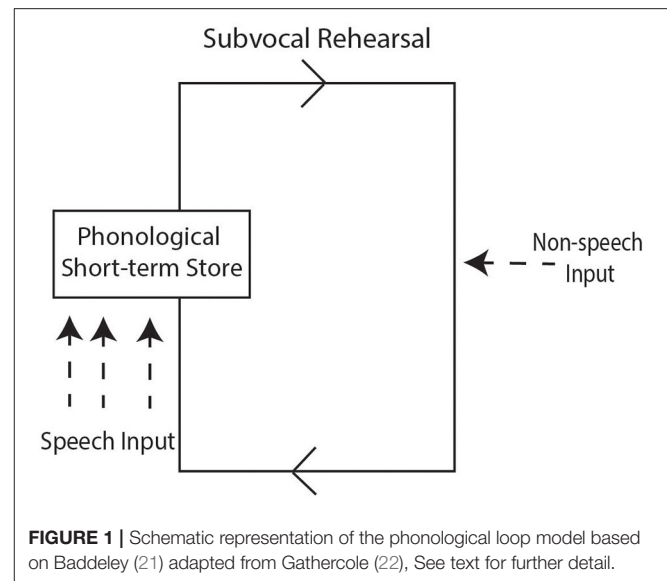 Subvocal Rehearsal
Phonological
Short-term Store
Non-speech
Input
Speech Input
FIGURE 1 | Schematic representation of the phonological loop model based
on Baddeley (21) adapted from Gathercole (22), See text for further detail.